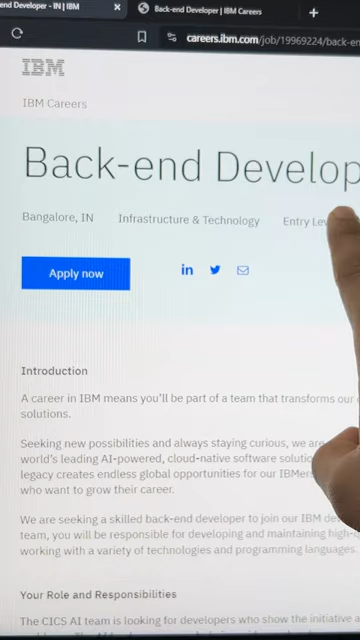 end Developer - IN | IBM
Back-end Developer | IBM Careers
careers.ibm.com/job/19969224/back-en
IBM
IBM Careers
Back-end Develop
Bangalore, IN Infrastructure & Technology Entry Lev
Apply now
in
Introduction
A career in IBM means you'll be part of a team that transforms our
solutions.
Seeking new possibilities and always staying curious, we are
world's leading AI-powered, cloud-native software solutio
legacy creates endless global opportunities for our IBMers
who want to grow their career.
We are seeking a skilled back-end developer to join our IBM de
team, you will be responsible for developing and maintaining high-
working with a variety of technologies and programming languages.
Your Role and Responsibilities
The CICS AI team is looking for developers who show the initiative a